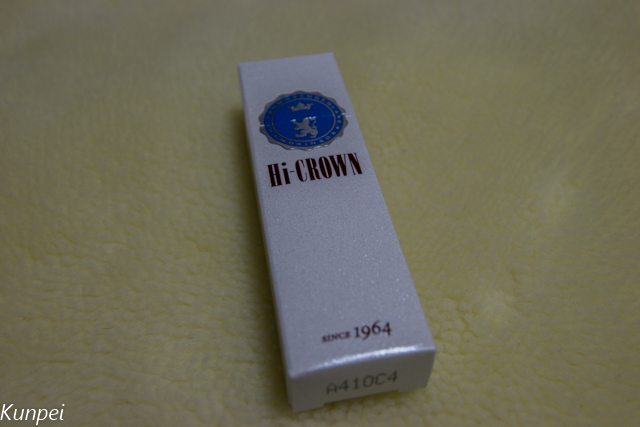 Hi-CROWN
SINCE 1964
A410C4
Kunpei